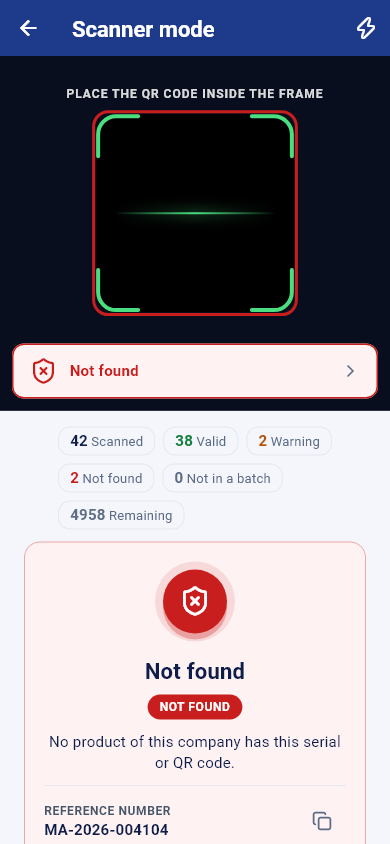 Scanner mode
PLACE THE QR CODE INSIDE THE FRAME
Not found
42 Scanned
38 Valid
2 Warning
2 Not found
0 Not in a batch
4958 Remaining
Not found
NOT FOUND
No product of this company has this serial
or QR code.
REFERENCE NUMBER
MA-2026-004104